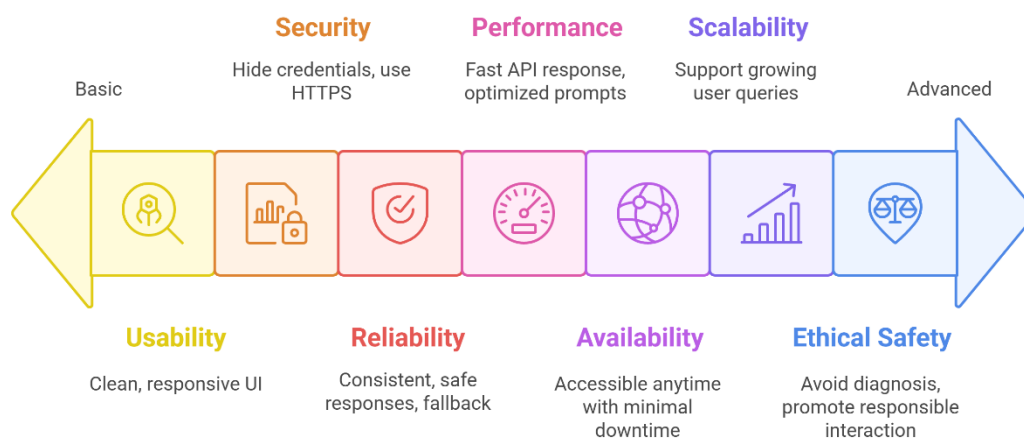 Security
Hide credentials, use
HTTPS
Performance
Fast API response,
optimized prompts
Scalability
Support growing
user queries
Basic
Advanced
Usability
Clean, responsive UI
Reliability
Consistent, safe
responses, fallback
Availability
Accessible anytime
with minimal
downtime
Ethical Safety
Avoid diagnosis,
promote responsible
interaction